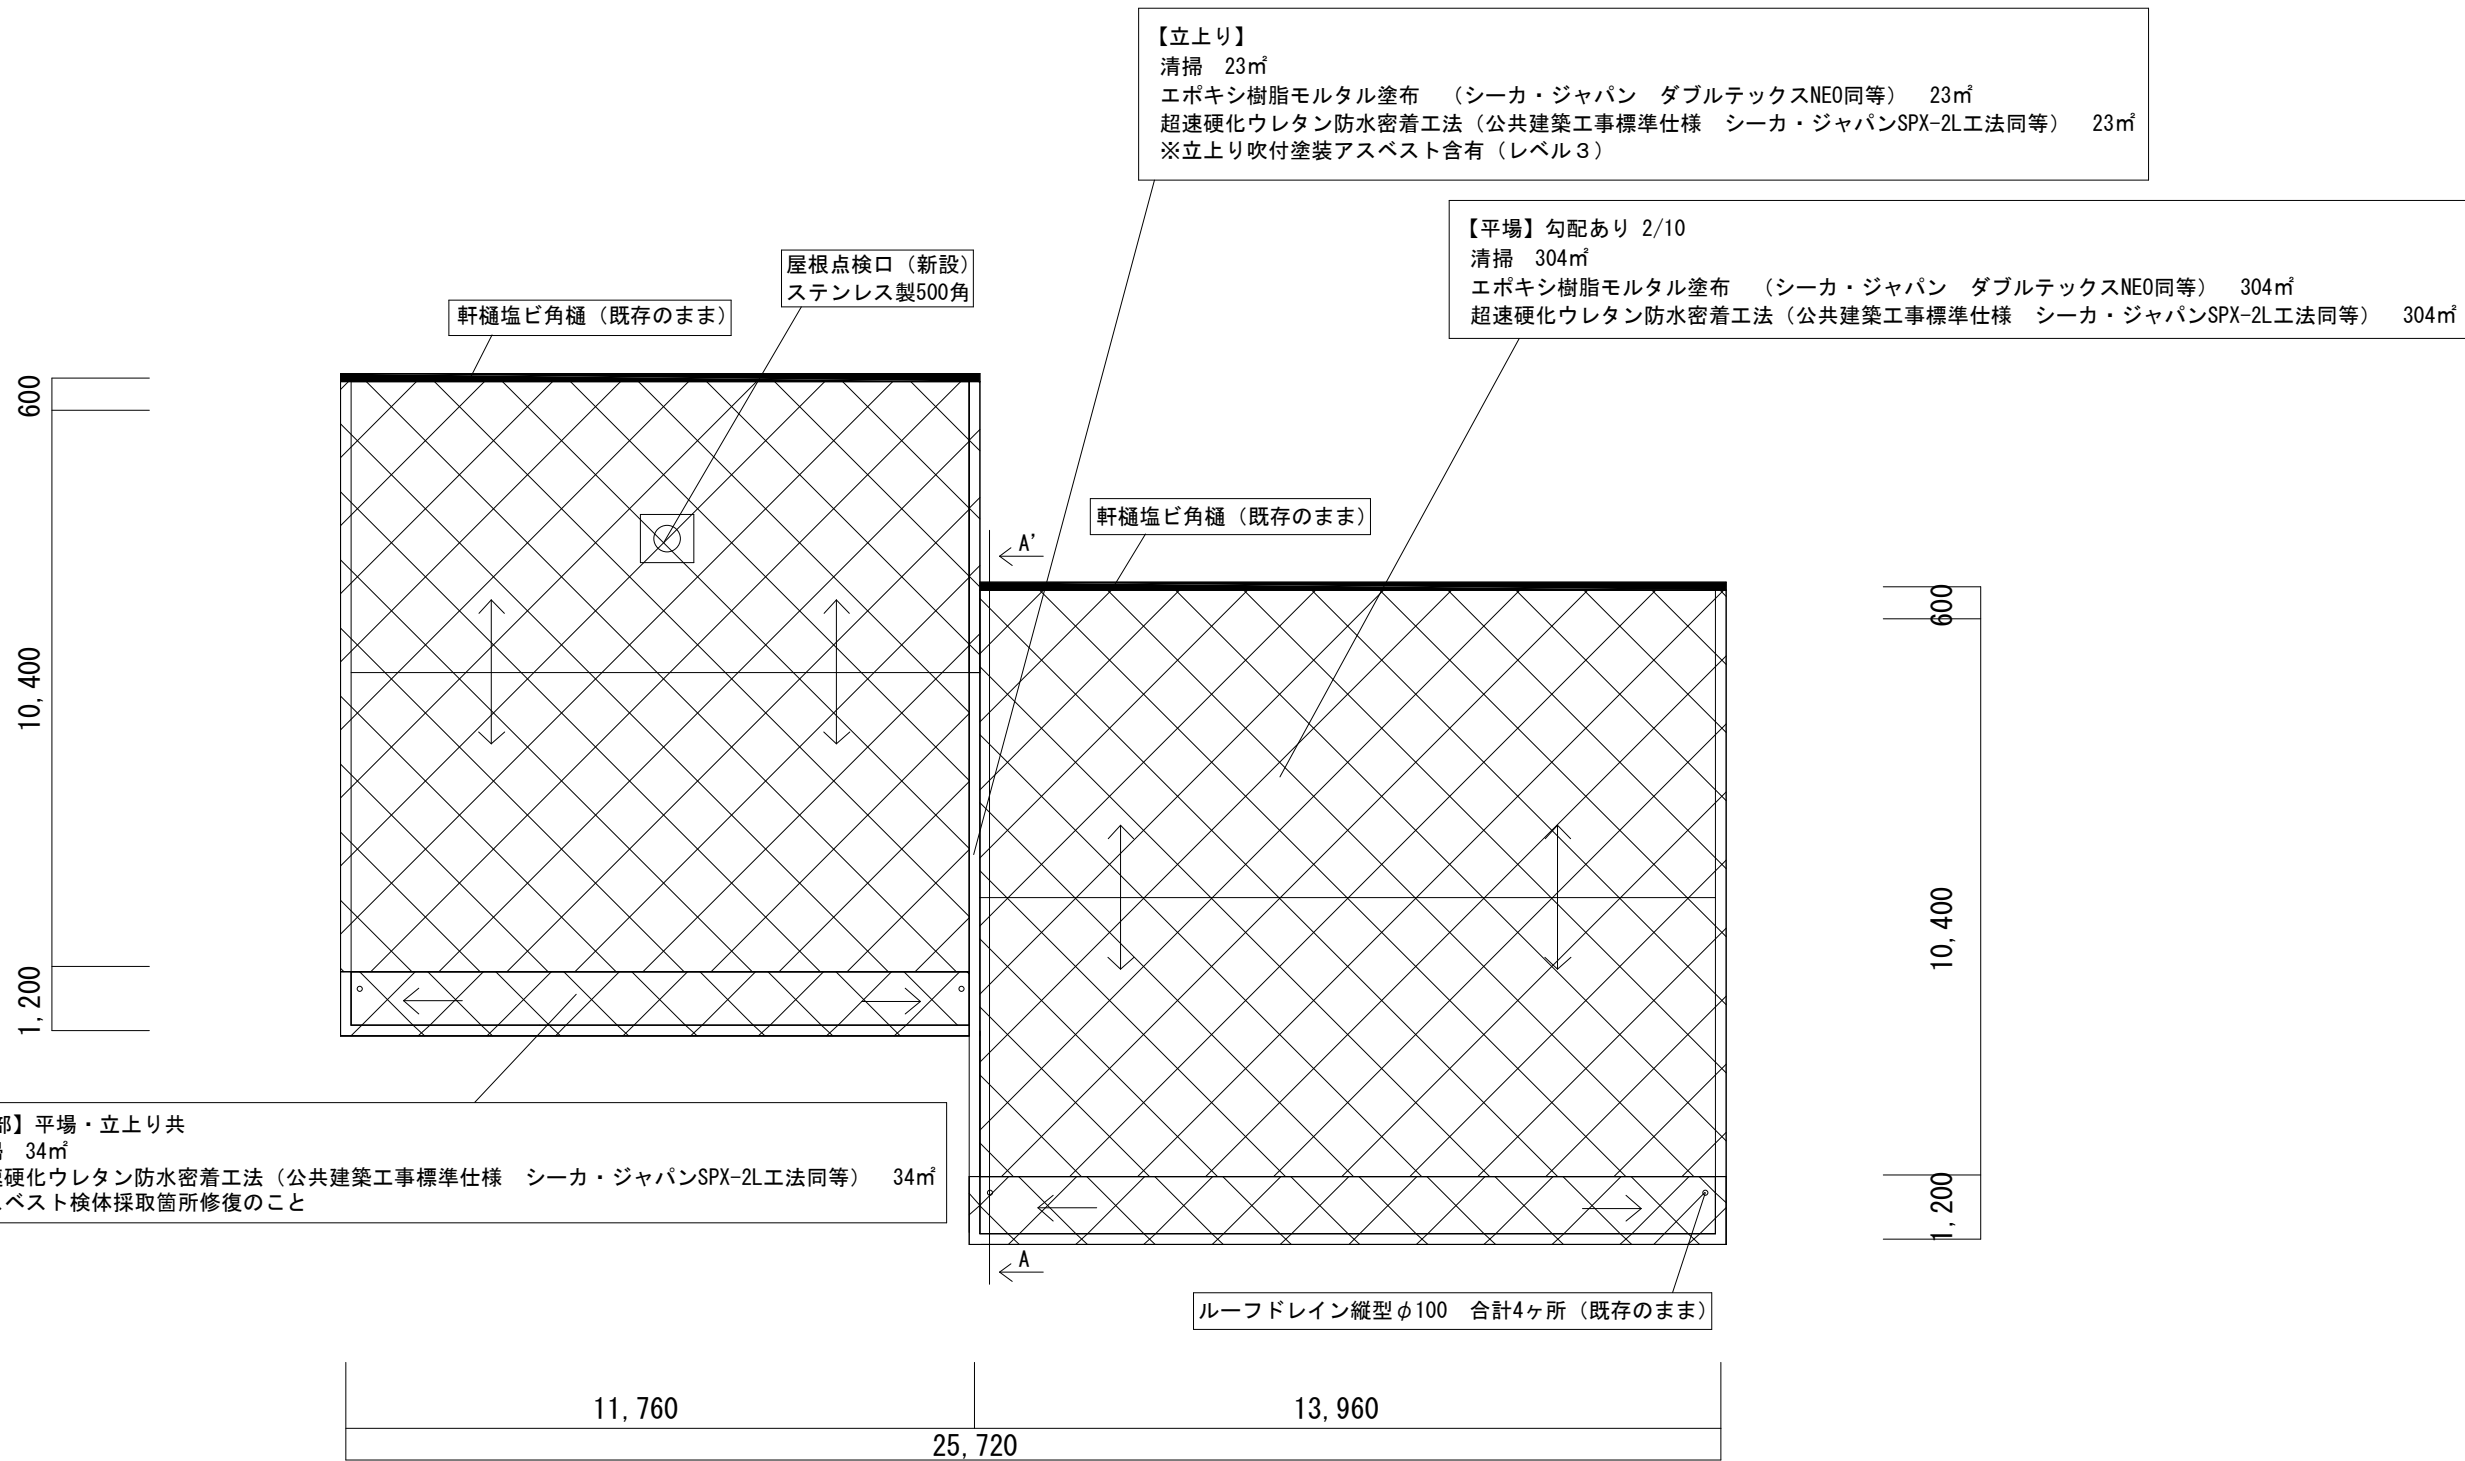 【立上り】
清掃　23㎡
エポキシ樹脂モルタル塗布　（シーカ・ジャパン　ダブルテックスNEO同等）　23㎡
超速硬化ウレタン防水密着工法（公共建築工事標準仕様　シーカ・ジャパンSPX-2L工法同等）　23㎡
※立上り吹付塗装アスベスト含有（レベル３）
【平場】勾配あり 2/10
清掃　304㎡
エポキシ樹脂モルタル塗布　（シーカ・ジャパン　ダブルテックスNEO同等）　304㎡
超速硬化ウレタン防水密着工法（公共建築工事標準仕様　シーカ・ジャパンSPX-2L工法同等）　304㎡
屋根点検口（新設）
ステンレス製500角
軒樋塩ビ角樋（既存のまま）
600
10,400
1,200
軒樋塩ビ角樋（既存のまま）
A'
600
10,400
1,200
部】平場・立上り共
34㎡
硬化ウレタン防水密着工法（公共建築工事標準仕様　シーカ・ジャパンSPX-2L工法同等）　34㎡
ベスト検体採取箇所修復のこと
A
ルーフドレイン縦型φ100　合計4ヶ所（既存のまま）
11,760
13,960
25,720